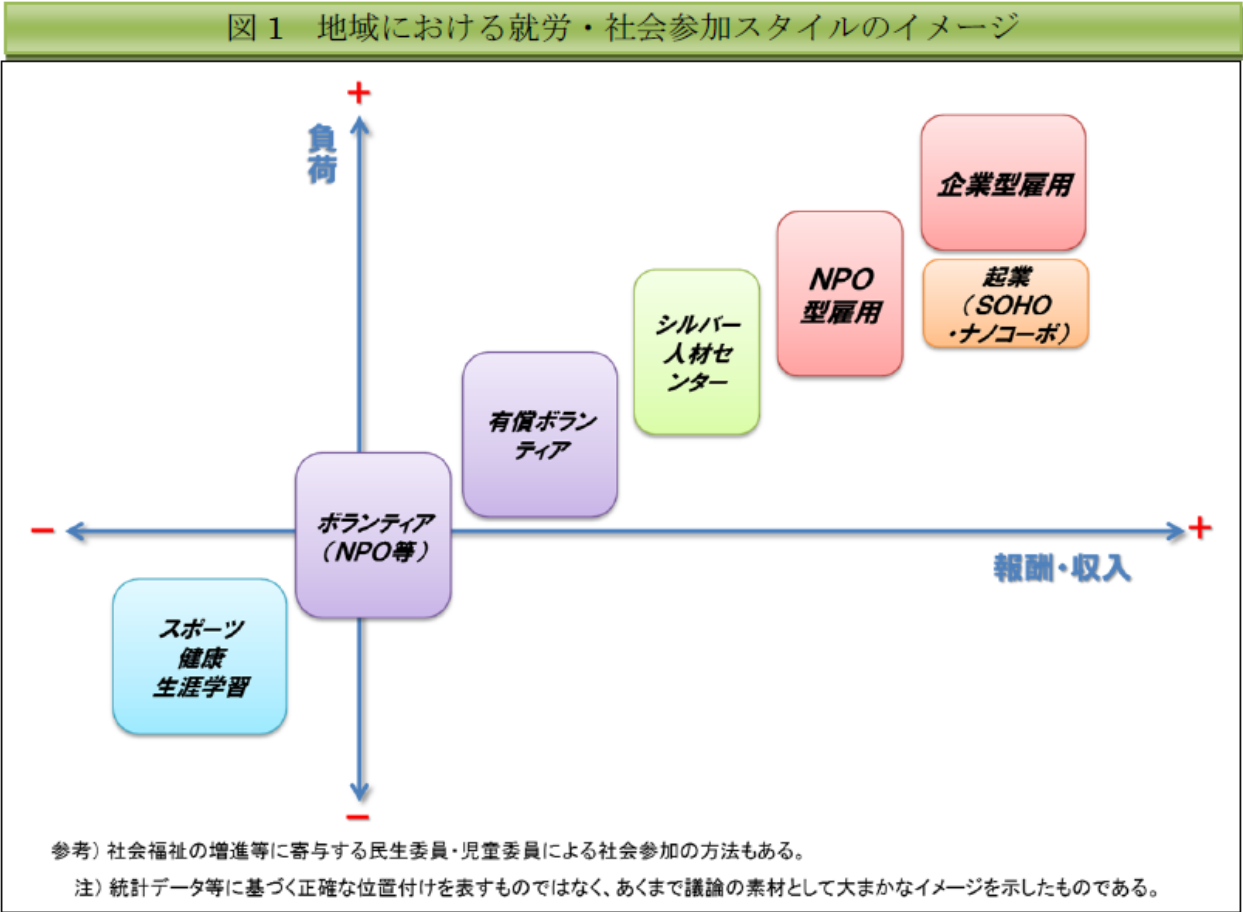 図1　地域における就労・社会参加スタイルのイメージ
＋
負荷
企業型雇用
NPO
型雇用
起業
（SOHO
・ナノコーポ）
シルバー
人材セ
ンター
有償ボラン
ティア
ボランティア
（NPO等）
－
＋
報酬・収入
スポーツ
健康
生涯学習
－
参考）社会福祉の増進等に寄与する民生委員・児童委員による社会参加の方法もある。
注）統計データ等に基づく正確な位置付けを表すものではなく、あくまで議論の素材として大まかなイメージを示したものである。